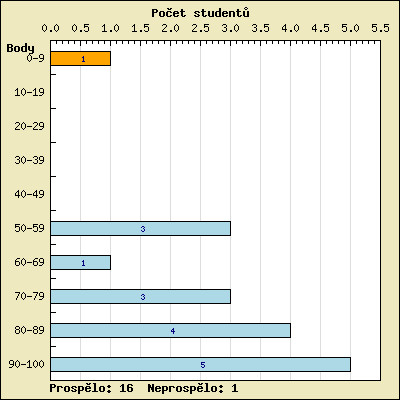 Počet studentů
0.0 0.5 1.0 1.5 2.0 2.5 3.0 3.5 4.0 4.5 5.0 5.5
Body
0-9 1
10-19
20-29
30-39
40-49
50-59 3
60-69 1
70-79 3
80-89 4
90-100 5
Prospělo: 16 Neprospělo: 1